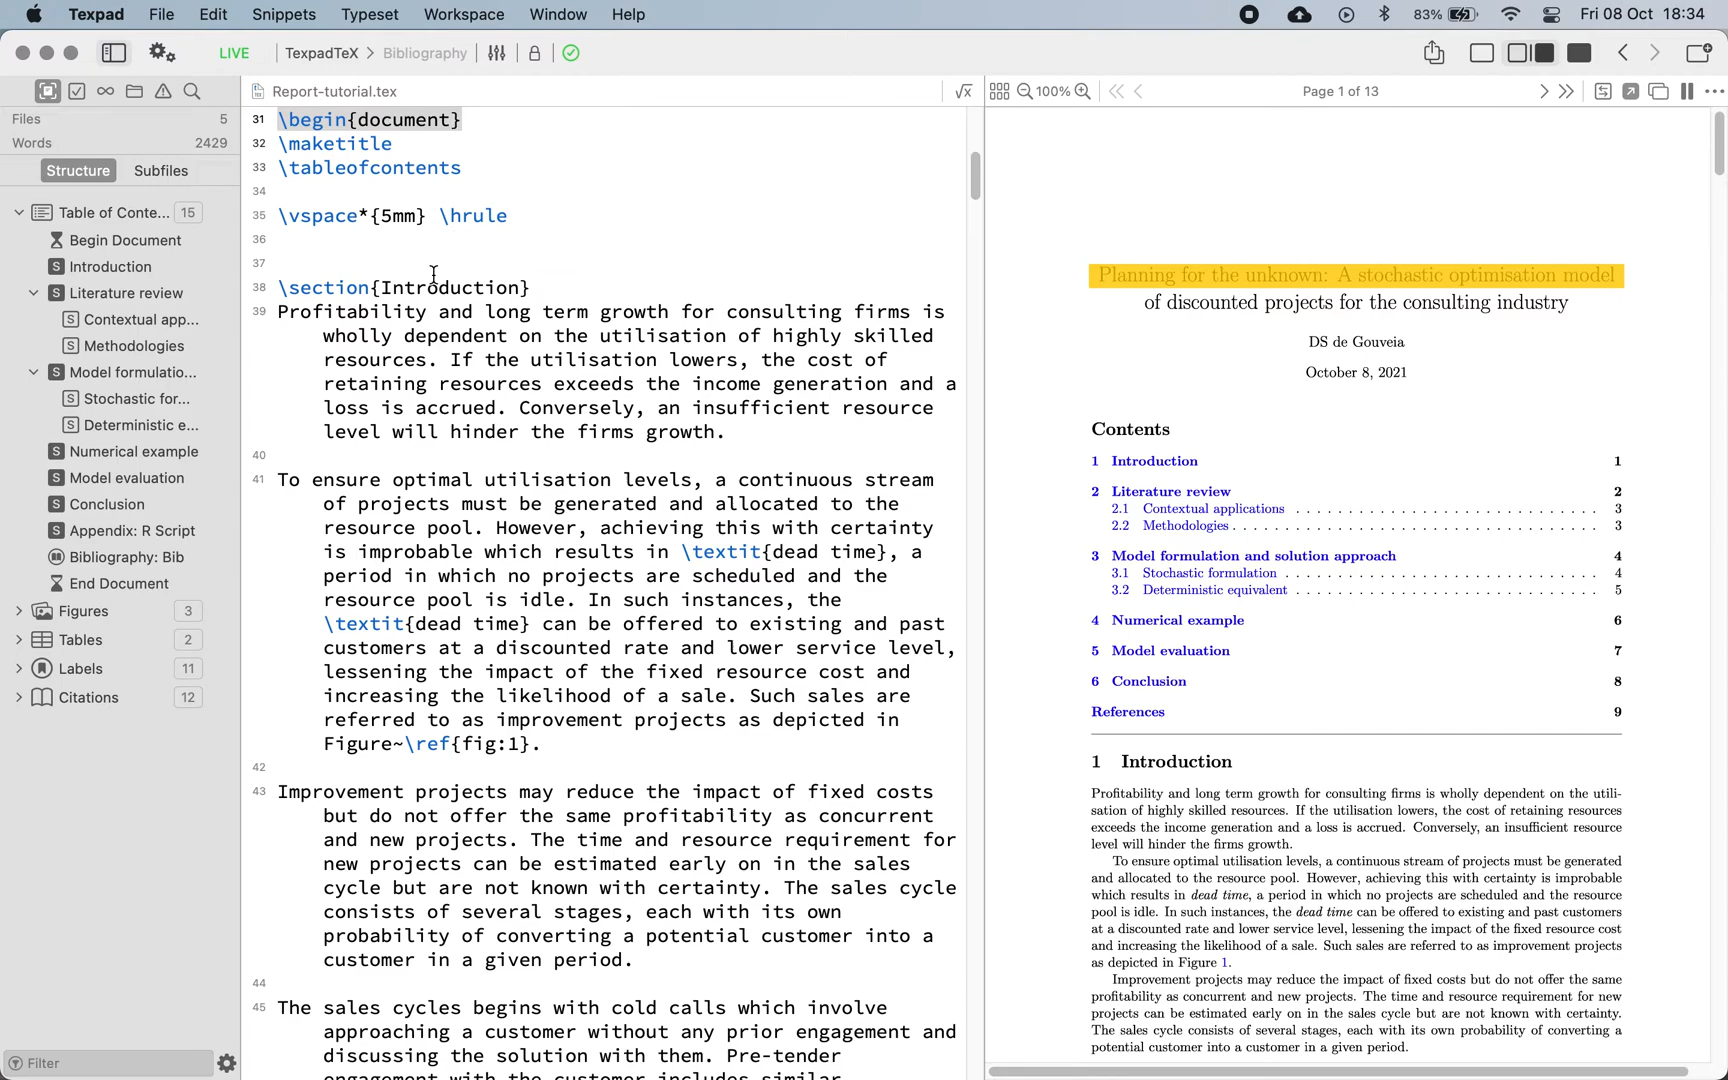 Texpad File Edit Snippets Typeset Workspace Window Help 83% Fri 08 Oct 18:34
LIVE TexpadTeX > Bibliography
Report-tutorial.tex √x 100% Page 1 of 13
Files 5
Words 2429
Structure Subfiles
Table of Conte... 15
Begin Document
Introduction
Literature review
Contextual app...
Methodologies
Model formulatio...
Stochastic for...
Deterministic e...
Numerical example
Model evaluation
Conclusion
Appendix: R Script
Bibliography: Bib
End Document
Figures 3
Tables 2
Labels 11
Citations 12
Filter
31 \begin{document}
32 \maketitle
33 \tableofcontents
34
35 \vspace*{5mm} \hrule
36
37
38 \section{Introduction}
39 Profitability and long term growth for consulting firms is
wholly dependent on the utilisation of highly skilled
resources. If the utilisation lowers, the cost of
retaining resources exceeds the income generation and a
loss is accrued. Conversely, an insufficient resource
level will hinder the firms growth.
40
41 To ensure optimal utilisation levels, a continuous stream
of projects must be generated and allocated to the
resource pool. However, achieving this with certainty
is improbable which results in \textit{dead time}, a
period in which no projects are scheduled and the
resource pool is idle. In such instances, the
\textit{dead time} can be offered to existing and past
customers at a discounted rate and lower service level,
lessening the impact of the fixed resource cost and
increasing the likelihood of a sale. Such sales are
referred to as improvement projects as depicted in
Figure~\ref{fig:1}.
42
43 Improvement projects may reduce the impact of fixed costs
but do not offer the same profitability as concurrent
and new projects. The time and resource requirement for
new projects can be estimated early on in the sales
cycle but are not known with certainty. The sales cycle
consists of several stages, each with its own
probability of converting a potential customer into a
customer in a given period.
44
45 The sales cycles begins with cold calls which involve
approaching a customer without any prior engagement and
discussing the solution with them. Pre-tender
engagement with the customer includes similar
Planning for the unknown: A stochastic optimisation model
of discounted projects for the consulting industry
DS de Gouveia
October 8, 2021
Contents
1 Introduction 1
2 Literature review 2
2.1 Contextual applications . . . . . . . . . . . . . . . . . . . . . . . . . . . . 3
2.2 Methodologies . . . . . . . . . . . . . . . . . . . . . . . . . . . . . . . . . 3
3 Model formulation and solution approach 4
3.1 Stochastic formulation . . . . . . . . . . . . . . . . . . . . . . . . . . . . . 4
3.2 Deterministic equivalent . . . . . . . . . . . . . . . . . . . . . . . . . . . . 5
4 Numerical example 6
5 Model evaluation 7
6 Conclusion 8
References 9
1 Introduction
Profitability and long term growth for consulting firms is wholly dependent on the utili-
sation of highly skilled resources. If the utilisation lowers, the cost of retaining resources
exceeds the income generation and a loss is accrued. Conversely, an insufficient resource
level will hinder the firms growth.
To ensure optimal utilisation levels, a continuous stream of projects must be generated
and allocated to the resource pool. However, achieving this with certainty is improbable
which results in dead time, a period in which no projects are scheduled and the resource
pool is idle. In such instances, the dead time can be offered to existing and past customers
at a discounted rate and lower service level, lessening the impact of the fixed resource cost
and increasing the likelihood of a sale. Such sales are referred to as improvement projects
as depicted in Figure 1.
Improvement projects may reduce the impact of fixed costs but do not offer the same
profitability as concurrent and new projects. The time and resource requirement for new
projects can be estimated early on in the sales cycle but are not known with certainty.
The sales cycle consists of several stages, each with its own probability of converting a
potential customer into a customer in a given period.